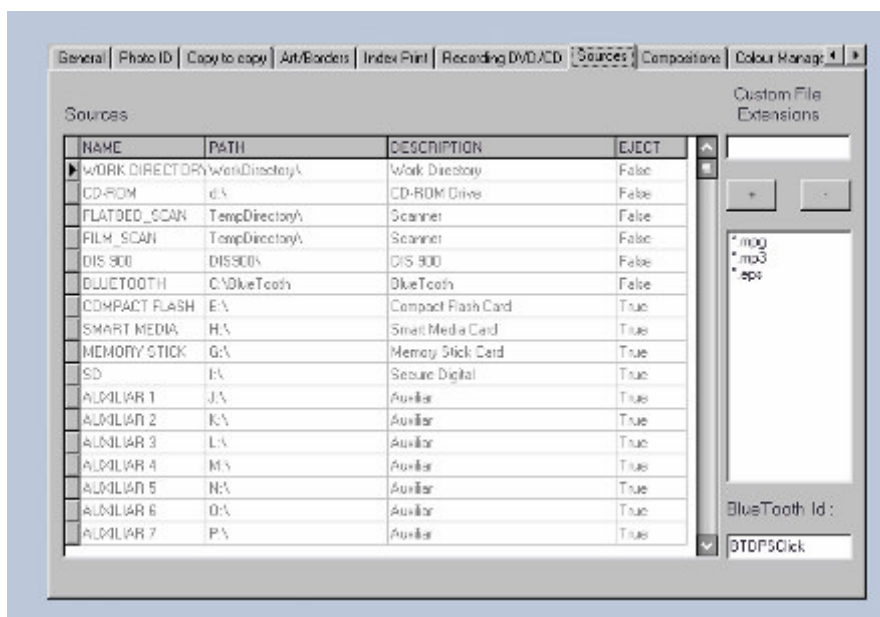 General Photo ID Copy to copy Art/Borders Index Print Recording DVD/CD Sources Compositions Colour Manage
Sources
Custom File
Extensions
NAME PATH DESCRIPTION EJECT
WORK DIRECTORY WorkDirectory\ Work Directory False
CD-ROM d:\ CD-ROM Drive False
FLATBED_SCAN TempDirectory\ Scanner False
FILM_SCAN TempDirectory\ Scanner False
DIS 900 DIS900\ DIS 900 False
BLUETOOTH C:\BlueTooth BlueTooth False
COMPACT FLASH E:\ Compact Flash Card True
SMART MEDIA H:\ Smart Media Card True
MEMORY STICK G:\ Memory Stick Card True
SD I:\ Secure Digital True
AUXILIAR 1 J:\ Auxiliar True
AUXILIAR 2 K:\ Auxiliar True
AUXILIAR 3 L:\ Auxiliar True
AUXILIAR 4 M:\ Auxiliar True
AUXILIAR 5 N:\ Auxiliar True
AUXILIAR 6 O:\ Auxiliar True
AUXILIAR 7 P:\ Auxiliar True
+ -
*.mpg
*.mp3
*.eps
BlueTooth Id :
BTDPSClick